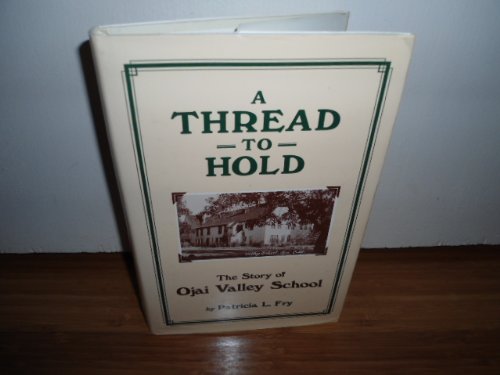 A
THREAD
— TO —
HOLD
The Story of
Ojai Valley School
by Patricia L. Fry